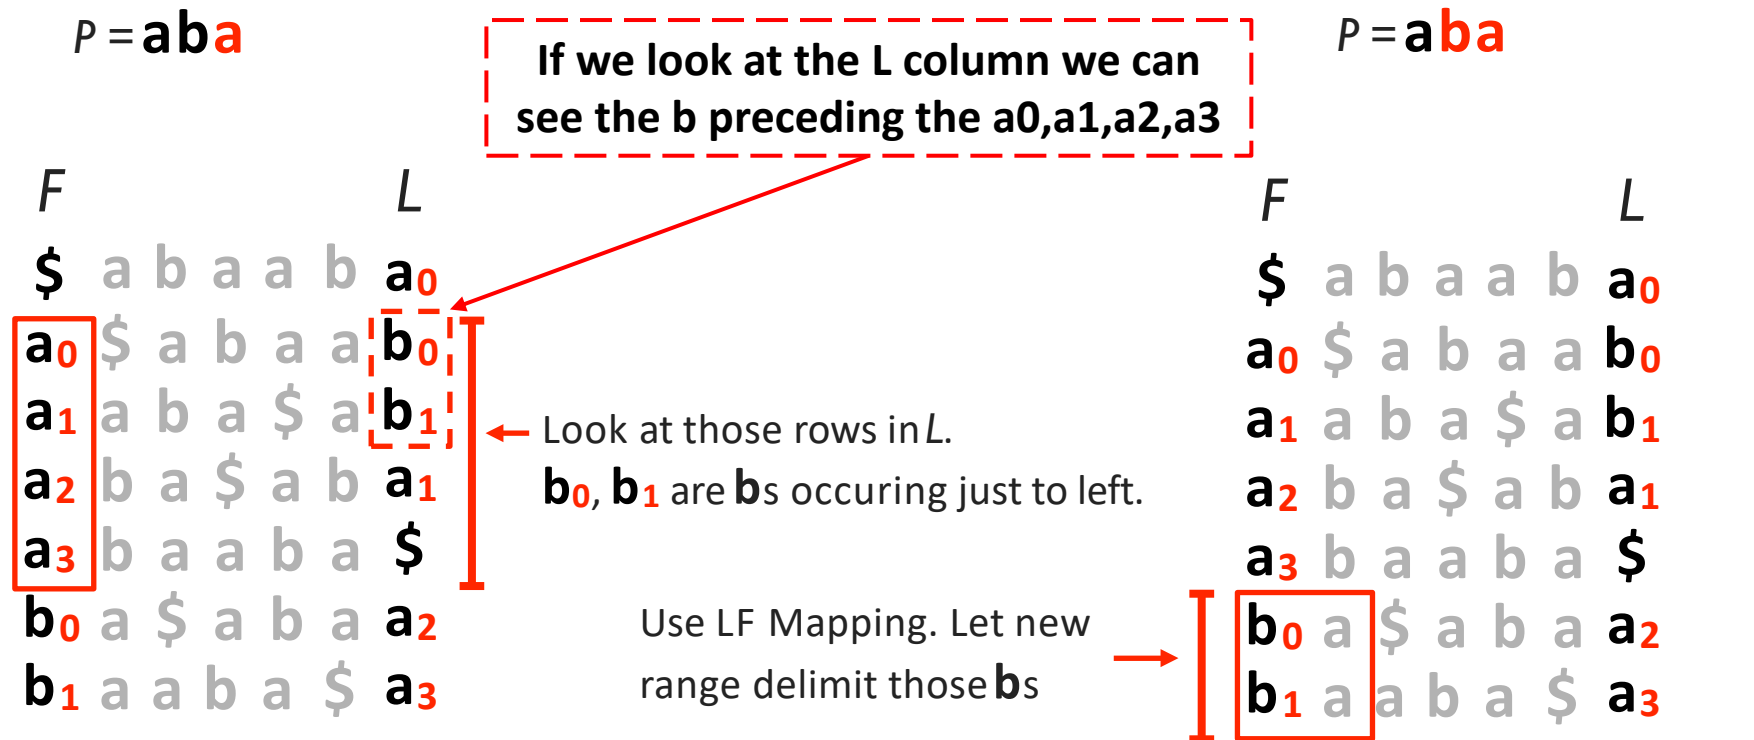 P = aba
If we look at the L column we can
see the b preceding the a0,a1,a2,a3
P = aba
F L
$ a b a a b a0
a0 $ a b a a b0
a1 a b a $ a b1
a2 b a $ a b a1
a3 b a a b a $
b0 a $ a b a a2
b1 a a b a $ a3
Look at those rows in L.
b0, b1 are bs occuring just to left.
Use LF Mapping. Let new
range delimit those bs
F L
$ a b a a b a0
a0 $ a b a a b0
a1 a b a $ a b1
a2 b a $ a b a1
a3 b a a b a $
b0 a $ a b a a2
b1 a a b a $ a3